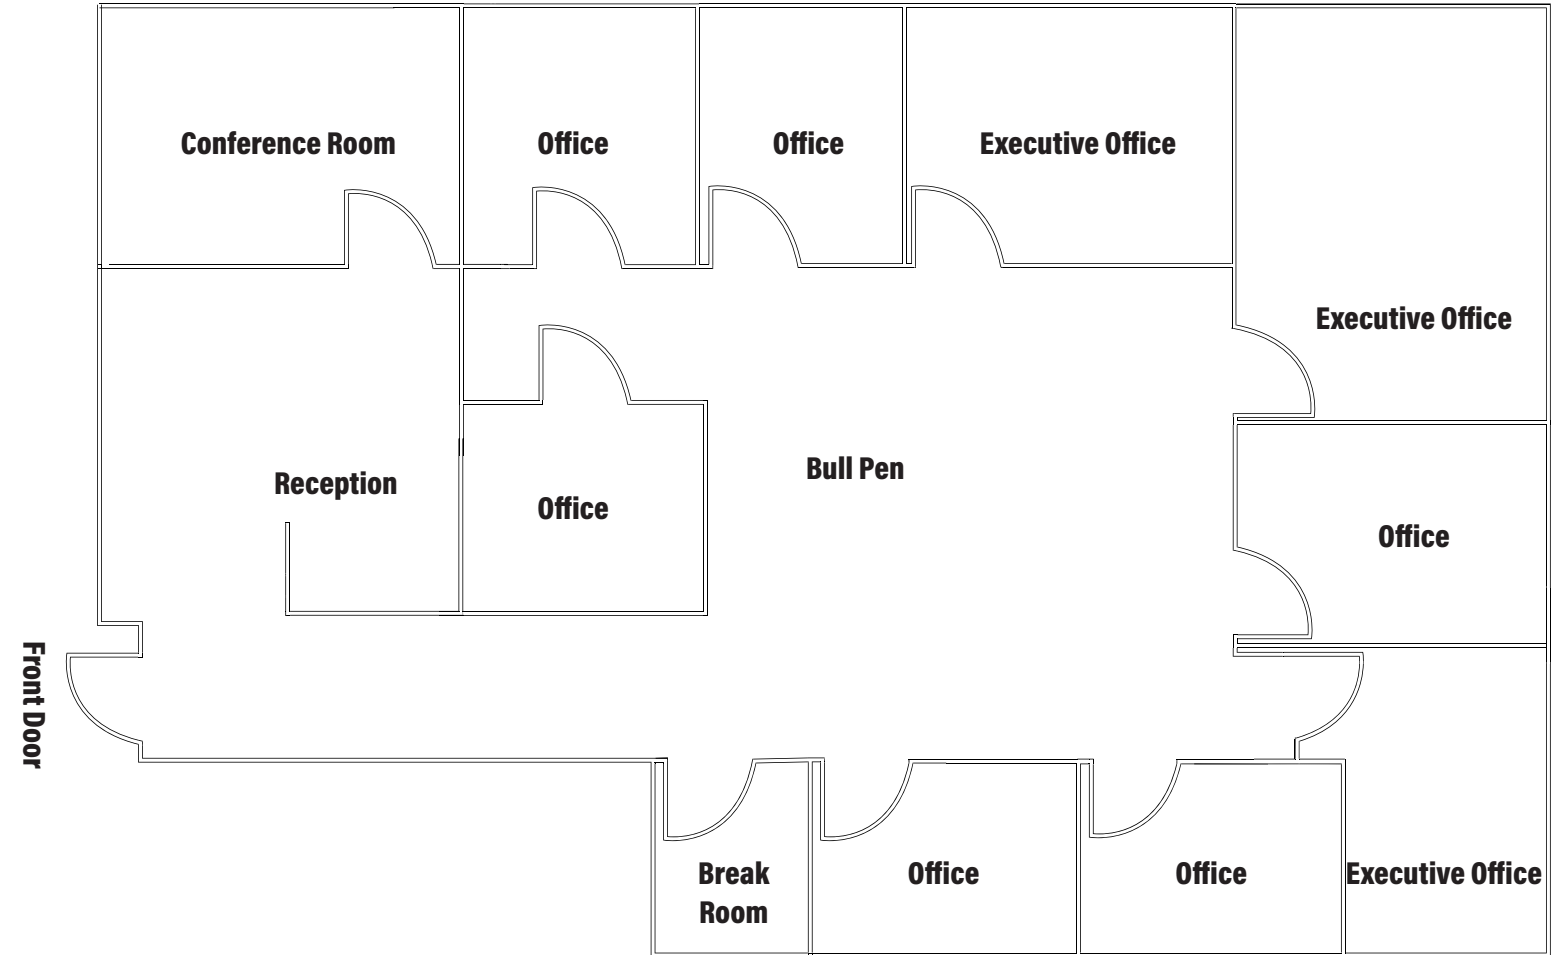 Conference Room
Office
Office
Executive Office
Executive Office
Bull Pen
Reception
Office
Office
Front Door
Break
Room
Office
Office
Executive Office